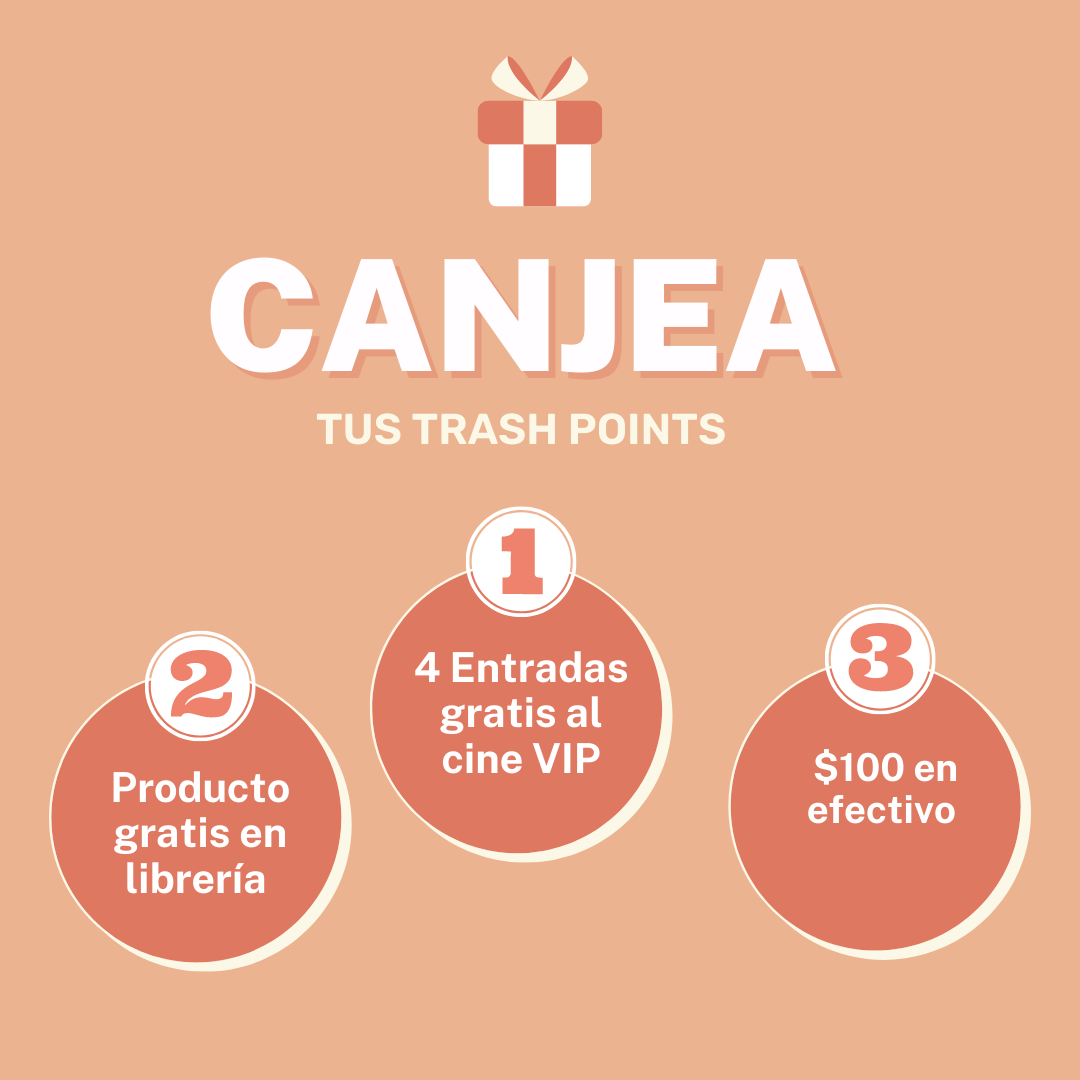 CANJEA
TUS TRASH POINTS
1
4 Entradas
gratis al
cine VIP
2
Producto
gratis en
librería
3
$100 en
efectivo